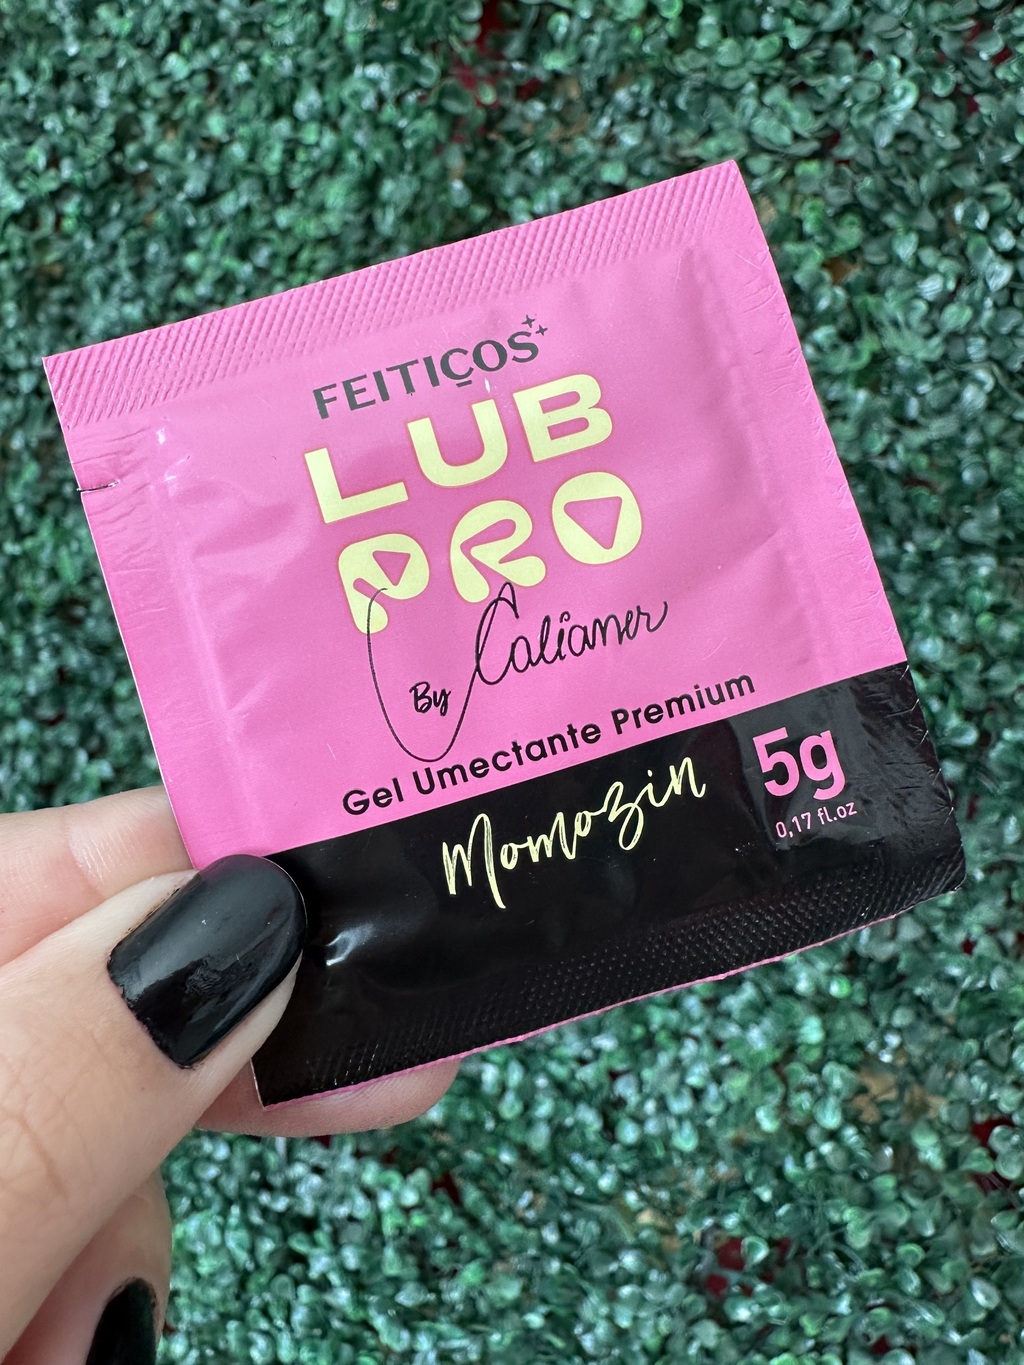 FEITIÇOS
LUB
PRO
By Calianer
Gel Umectante Premium
Momozin
5g
0,17 fl.oz